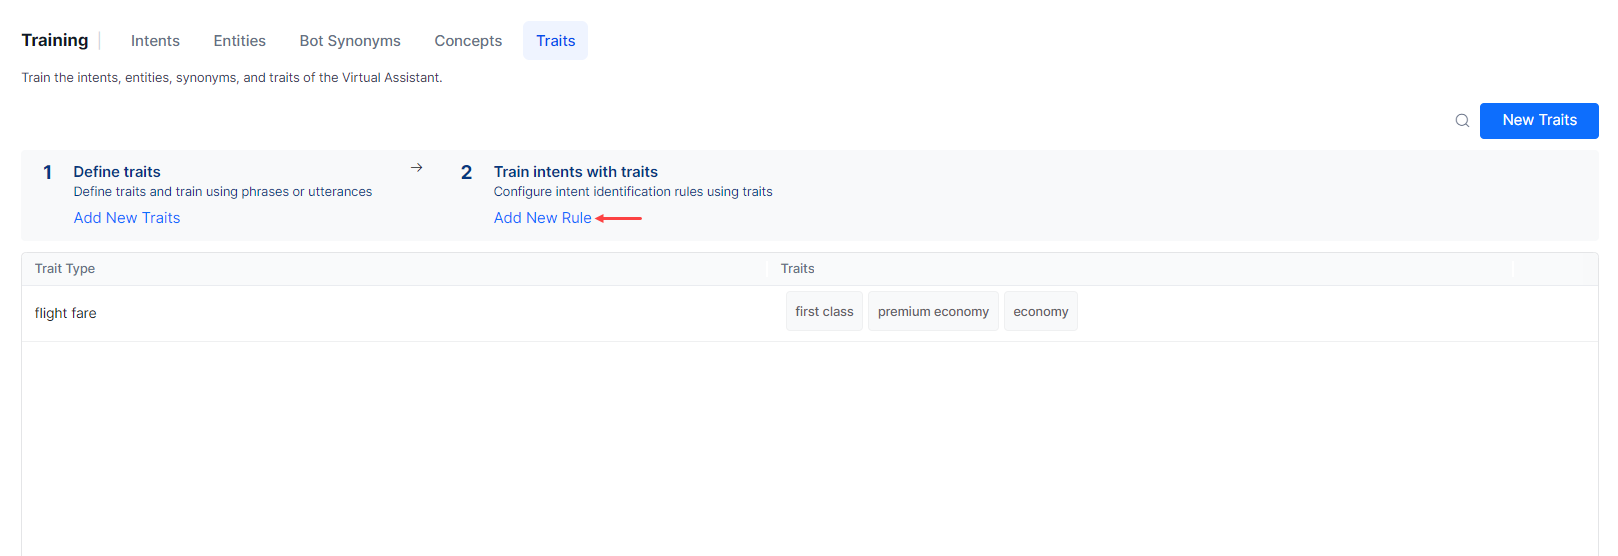 Training Intents Entities Bot Synonyms Concepts Traits
Train the intents, entities, synonyms, and traits of the Virtual Assistant.
New Traits
1 Define traits
Define traits and train using phrases or utterances
Add New Traits
2 Train intents with traits
Configure intent identification rules using traits
Add New Rule
Trait Type Traits
flight fare first class premium economy economy